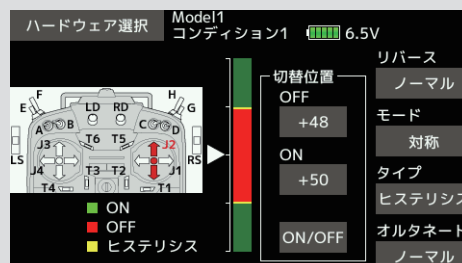 ハードウェア選択
Model1
コンディション1 6.5V
F H
E G
LD RD
A B C D
J3 T6 T5 J2
LS RS
J4 T3 T2 J1
T4 T1
ON
OFF
ヒステリシス
切替位置
OFF
+48
ON
+50
ON/OFF
リバース
ノーマル
モード
対称
タイプ
ヒステリシス
オルタネート
ノーマル